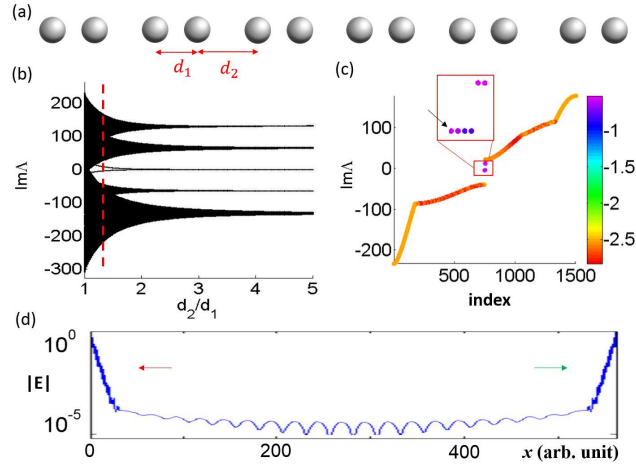 (a)
d₁
d₂
(b)
200
100
0
-100
-200
-300
ImΛ
1
2
3
4
5
d₂/d₁
(c)
100
0
-100
-200
ImΛ
500
1000
1500
index
-1
-1.5
-2
-2.5
(d)
10⁰
|E|
10⁻⁵
0
200
400
600
x (arb. unit)